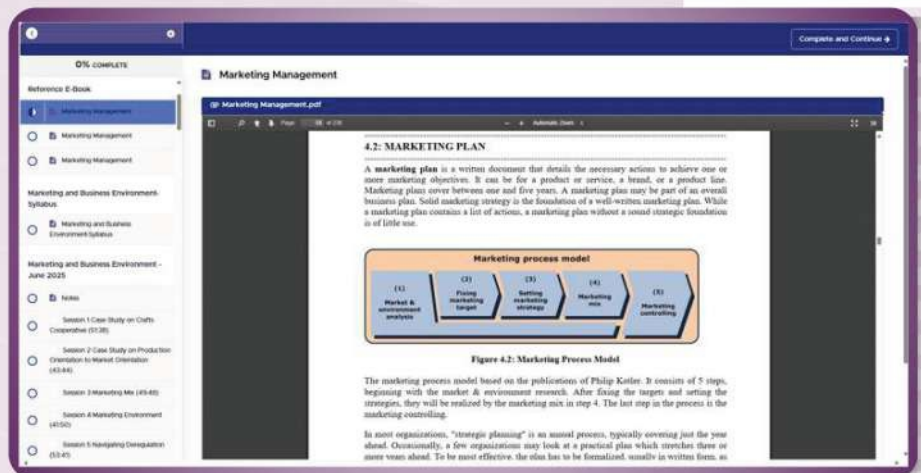 Complete and Continue →
0% COMPLETE
Reference E-Book
Marketing Management
Marketing Management
Marketing Management
Marketing and Business Environment-
Syllabus
Marketing and Business
Environment-Syllabus
Marketing and Business Environment -
June 2025
Notes
Session 1 Case Study on Crafts
Cooperative (51:38)
Session 2 Case Study on Production
Orientation to Market Orientation
Session 3 Marketing Mix
Session 4 Marketing Environment
(41:50)
Session 5 Navigating Deregulation
(53:41)
Marketing Management
Marketing Management.pdf
Page
Automatic Zoom
4.2: MARKETING PLAN
A marketing plan is a written document that details the necessary actions to achieve one or
more marketing objectives. It can be for a product or service, a brand, or a product line.
Marketing plans cover between one and five years. A marketing plan may be part of an overall
business plan. Solid marketing strategy is the foundation of a well-written marketing plan. While
a marketing plan contains a list of actions, a marketing plan without a sound strategic foundation
is of little use.
Marketing process model
(1)
Market &
environment
analysis
(2)
Fixing
marketing
target
(3)
Setting
marketing
strategy
(4)
Marketing
mix
(5)
Marketing
controlling
Figure 4.2: Marketing Process Model
The marketing process model based on the publications of Philip Kotler. It consists of 5 steps,
beginning with the market & environment research. After fixing the targets and setting the
strategies, they will be realized by the marketing mix in step 4. The last step in the process is the
marketing controlling.
In most organizations, "strategic planning" is an annual process, typically covering just the year
ahead. Occasionally, a few organizations may look at a practical plan which stretches three or
more years ahead. To be most effective, the plan has to be formalized, usually in written form, as